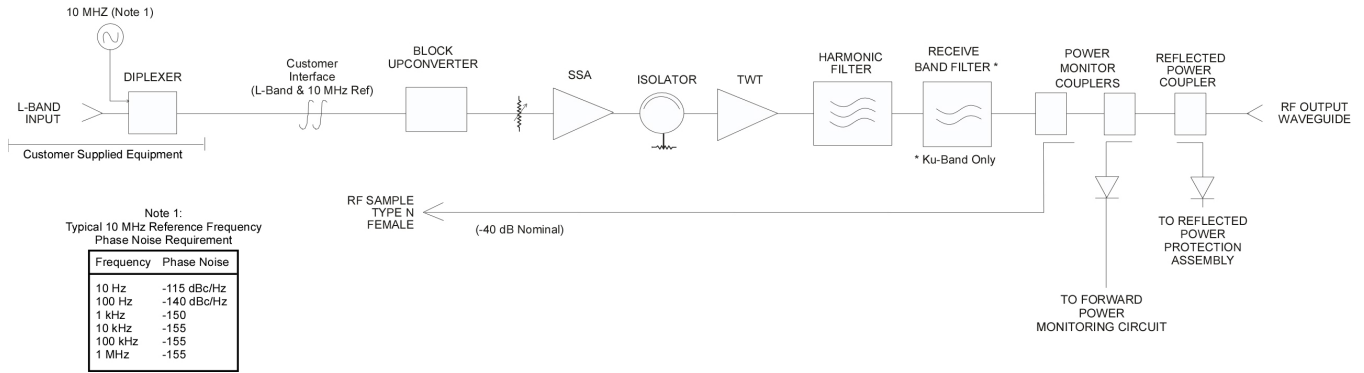 10 MHZ (Note 1)
DIPLEXER
L-BAND
INPUT
Customer Supplied Equipment
Customer
Interface
(L-Band & 10 MHz Ref)
BLOCK
UPCONVERTER
SSA
ISOLATOR
TWT
HARMONIC
FILTER
RECEIVE
BAND FILTER *
* Ku-Band Only
POWER
MONITOR
COUPLERS
REFLECTED
POWER
COUPLER
RF OUTPUT
WAVEGUIDE
RF SAMPLE
TYPE N
FEMALE
(-40 dB Nominal)
TO REFLECTED
POWER
PROTECTION
ASSEMBLY
TO FORWARD
POWER
MONITORING CIRCUIT
Note 1:
Typical 10 MHz Reference Frequency
Phase Noise Requirement
Frequency Phase Noise
10 Hz -115 dBc/Hz
100 Hz -140 dBc/Hz
1 kHz -150
10 kHz -155
100 kHz -155
1 MHz -155